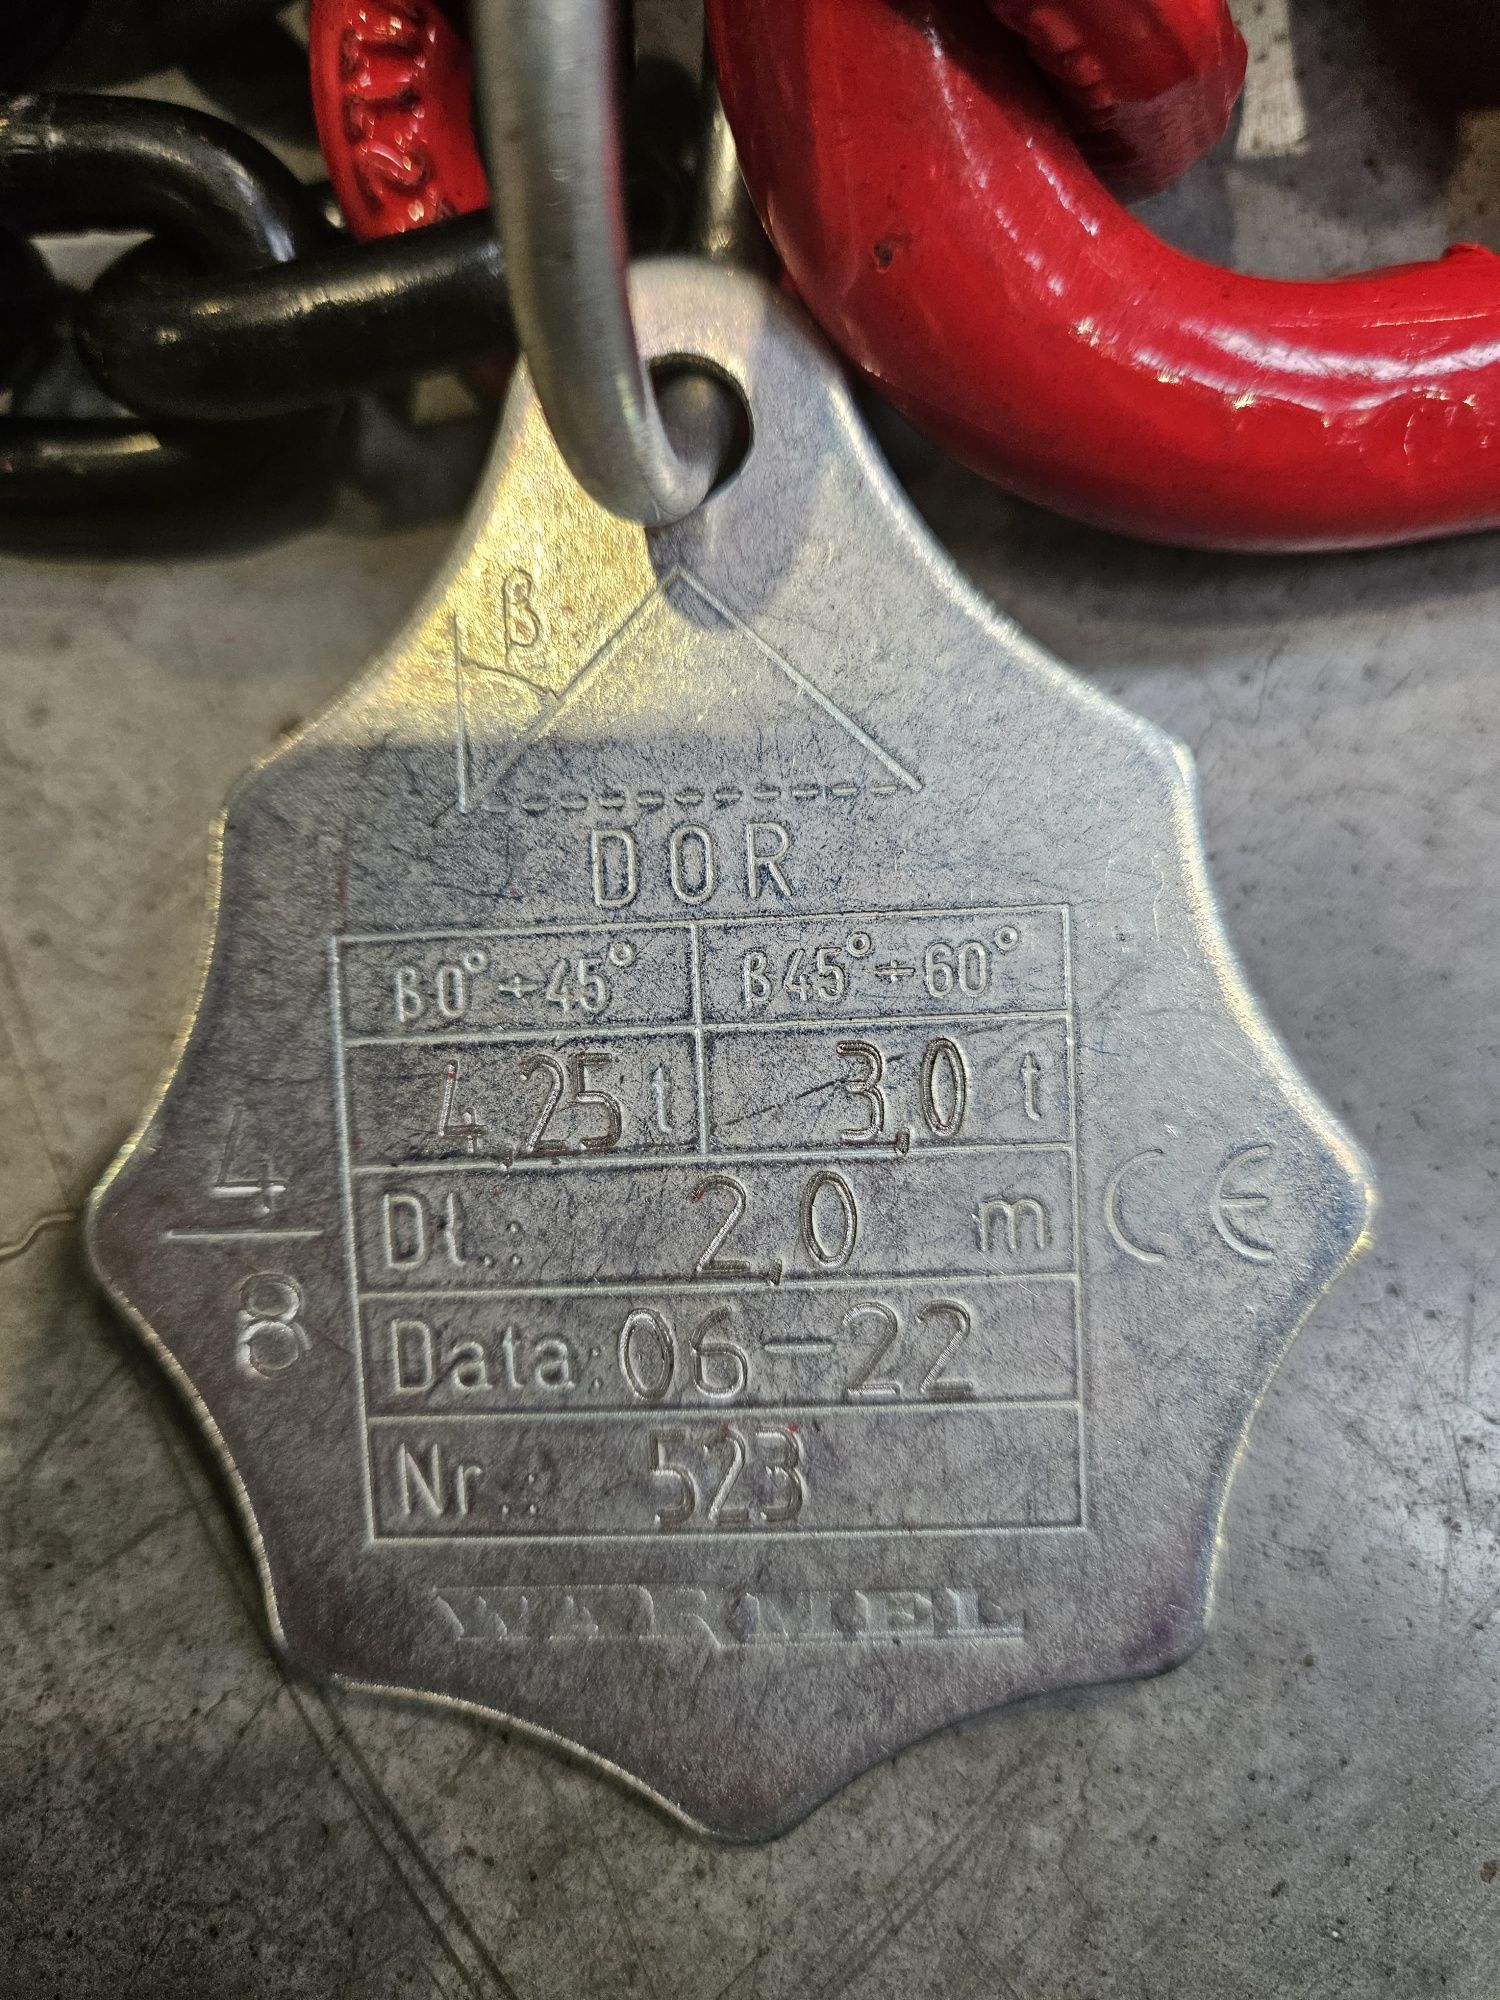 β
DOR
β0°÷45° β45°÷60°
4,25 t 3,0 t
4
8
Dł.: 2,0 m
CE
Data: 06-22
Nr.: 523
WARMEL